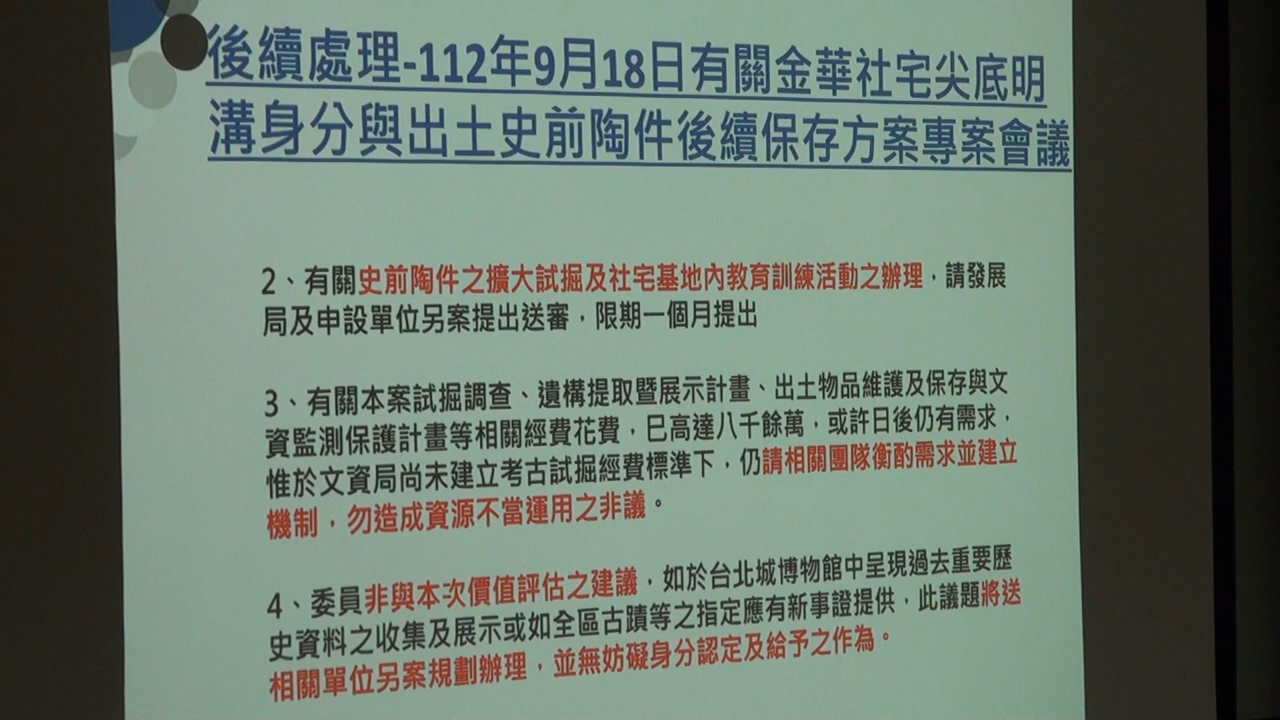 後續處理-112年9月18日有關金華社宅尖底明
溝身分與出土史前陶件後續保存方案專案會議
2、有關史前陶件之擴大試掘及社宅基地內教育訓練活動之辦理，請發展
局及申設單位另案提出送審，限期一個月提出
3、有關本案試掘調查、遺構提取暨展示計畫、出土物品維護及保存與文
資監測保護計畫等相關經費花費，巳高達八千餘萬，或許日後仍有需求，
惟於文資局尚未建立考古試掘經費標準下，仍請相關團隊衡酌需求並建立
機制，勿造成資源不當運用之非議。
4、委員非與本次價值評估之建議，如於台北城博物館中呈現過去重要歷
史資料之收集及展示或如全區古蹟等之指定應有新事證提供，此議題將送
相關單位另案規劃辦理，並無妨礙身分認定及給予之作為。